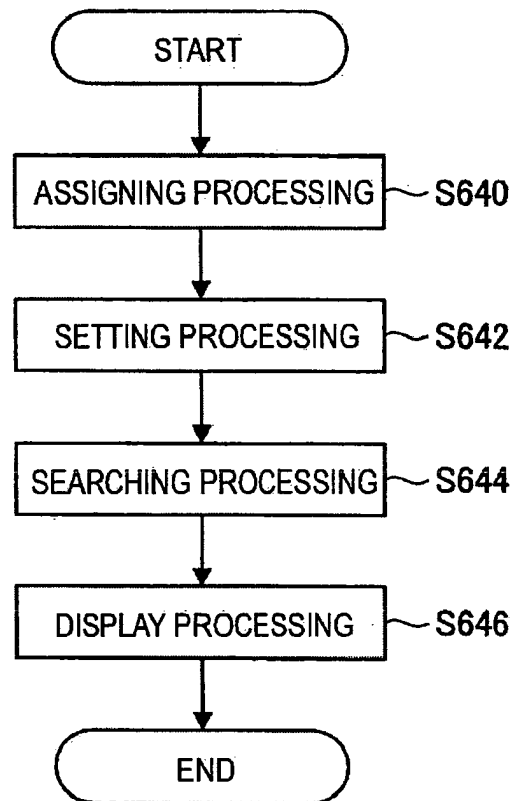 START
ASSIGNING PROCESSING S640
SETTING PROCESSING S642
SEARCHING PROCESSING S644
DISPLAY PROCESSING S646
END